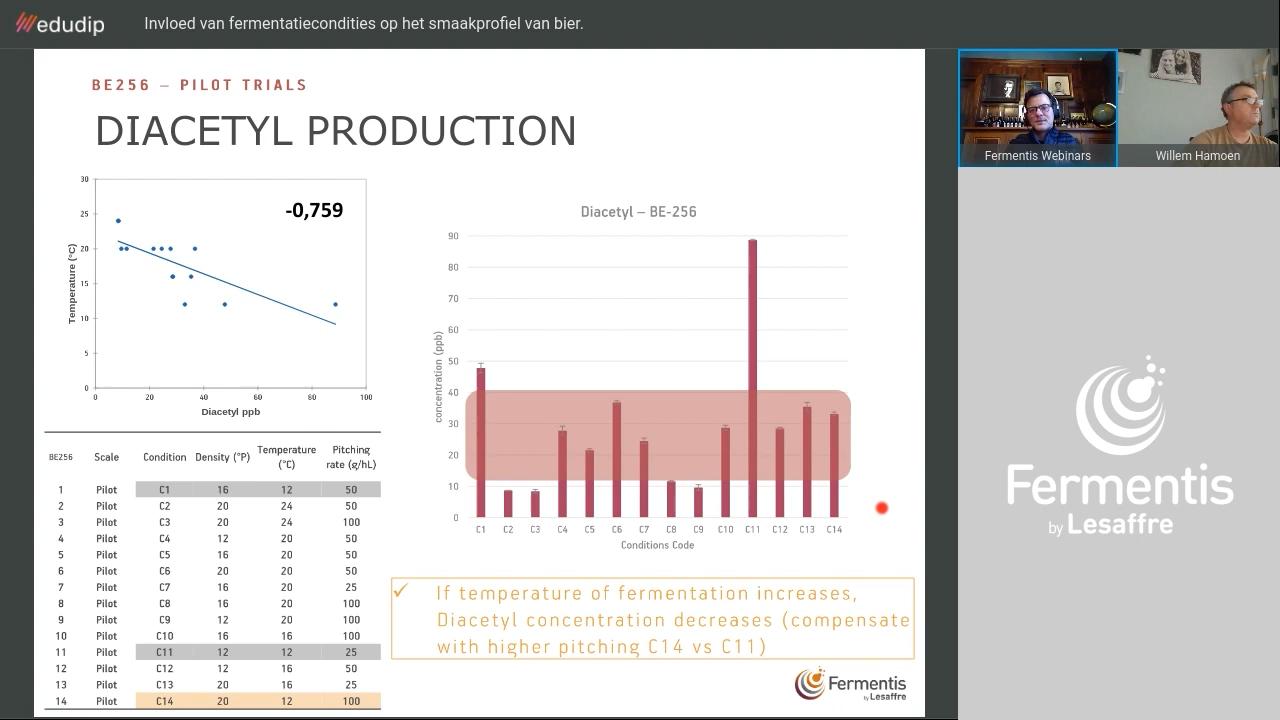 edudip
Invloed van fermentatiecondities op het smaakprofiel van bier.
BE256 – PILOT TRIALS
DIACETYL PRODUCTION
-0,759
30
25
20
15
10
5
0
Temperature (°C)
0 20 40 60 80 100
Diacetyl ppb
Diacetyl – BE-256
90
80
70
60
50
40
30
20
10
0
concentration (ppb)
C1 C2 C3 C4 C5 C6 C7 C8 C9 C10 C11 C12 C13 C14
Conditions Code
BE256 Scale Condition Density (°P) Temperature (°C) Pitching rate (g/hL)
1 Pilot C1 16 12 50
2 Pilot C2 20 24 50
3 Pilot C3 20 24 100
4 Pilot C4 12 20 50
5 Pilot C5 16 20 50
6 Pilot C6 20 20 50
7 Pilot C7 16 20 25
8 Pilot C8 16 20 100
9 Pilot C9 12 20 100
10 Pilot C10 16 16 100
11 Pilot C11 12 12 25
12 Pilot C12 12 16 50
13 Pilot C13 20 16 25
14 Pilot C14 20 12 100
✓ If temperature of fermentation increases,
Diacetyl concentration decreases (compensate
with higher pitching C14 vs C11)
Fermentis
by Lesaffre
Fermentis Webinars
Willem Hamoen
Fermentis
by Lesaffre